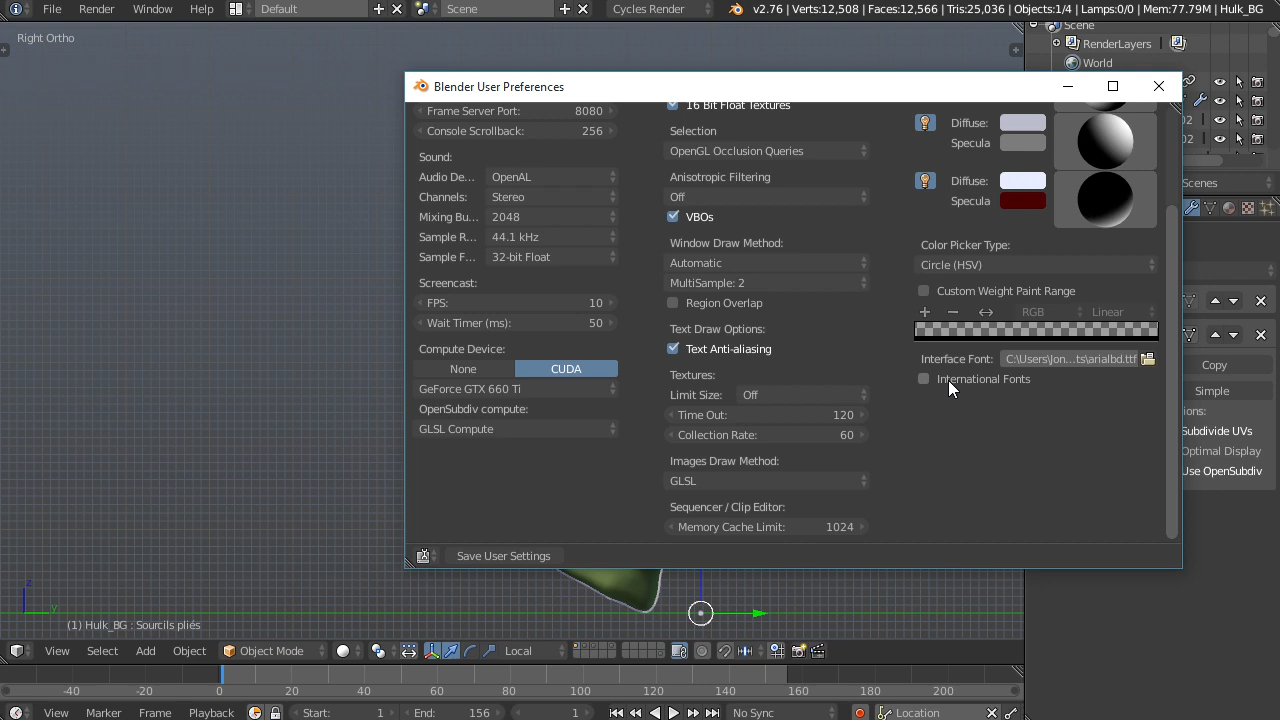 File Render Window Help Default Scene Cycles Render v2.76 | Verts:12,508 | Faces:12,566 | Tris:25,036 | Objects:1/4 | Lamps:0/0 | Mem:77.79M | Hulk_BG
Right Ortho
Scene
RenderLayers
World
Blender User Preferences
Frame Server Port: 8080
Console Scrollback: 256
Sound:
Audio De... OpenAL
Channels: Stereo
Mixing Bu... 2048
Sample R... 44.1 kHz
Sample F... 32-bit Float
Screencast:
FPS: 10
Wait Timer (ms): 50
Compute Device:
None CUDA
GeForce GTX 660 Ti
OpenSubdiv compute:
GLSL Compute
16 Bit Float Textures
Selection
OpenGL Occlusion Queries
Anisotropic Filtering
Off
VBOs
Window Draw Method:
Automatic
MultiSample: 2
Region Overlap
Text Draw Options:
Text Anti-aliasing
Textures:
Limit Size: Off
Time Out: 120
Collection Rate: 60
Images Draw Method:
GLSL
Sequencer / Clip Editor:
Memory Cache Limit: 1024
Diffuse:
Specula
Diffuse:
Specula
Color Picker Type:
Circle (HSV)
Custom Weight Paint Range
RGB Linear
Interface Font: C:\Users\Jon...ts\arialbd.ttf
International Fonts
Save User Settings
02
02
Scenes
Copy
Simple
ions:
Subdivide UVs
Optimal Display
Use OpenSubdiv
z
Y
(1) Hulk_BG : Sourcils pliés
View Select Add Object Object Mode Local
-40 -20 0 20 40 60 80 100 120 140 160 180 200
View Marker Frame Playback Start: 1 End: 156 1 No Sync Location